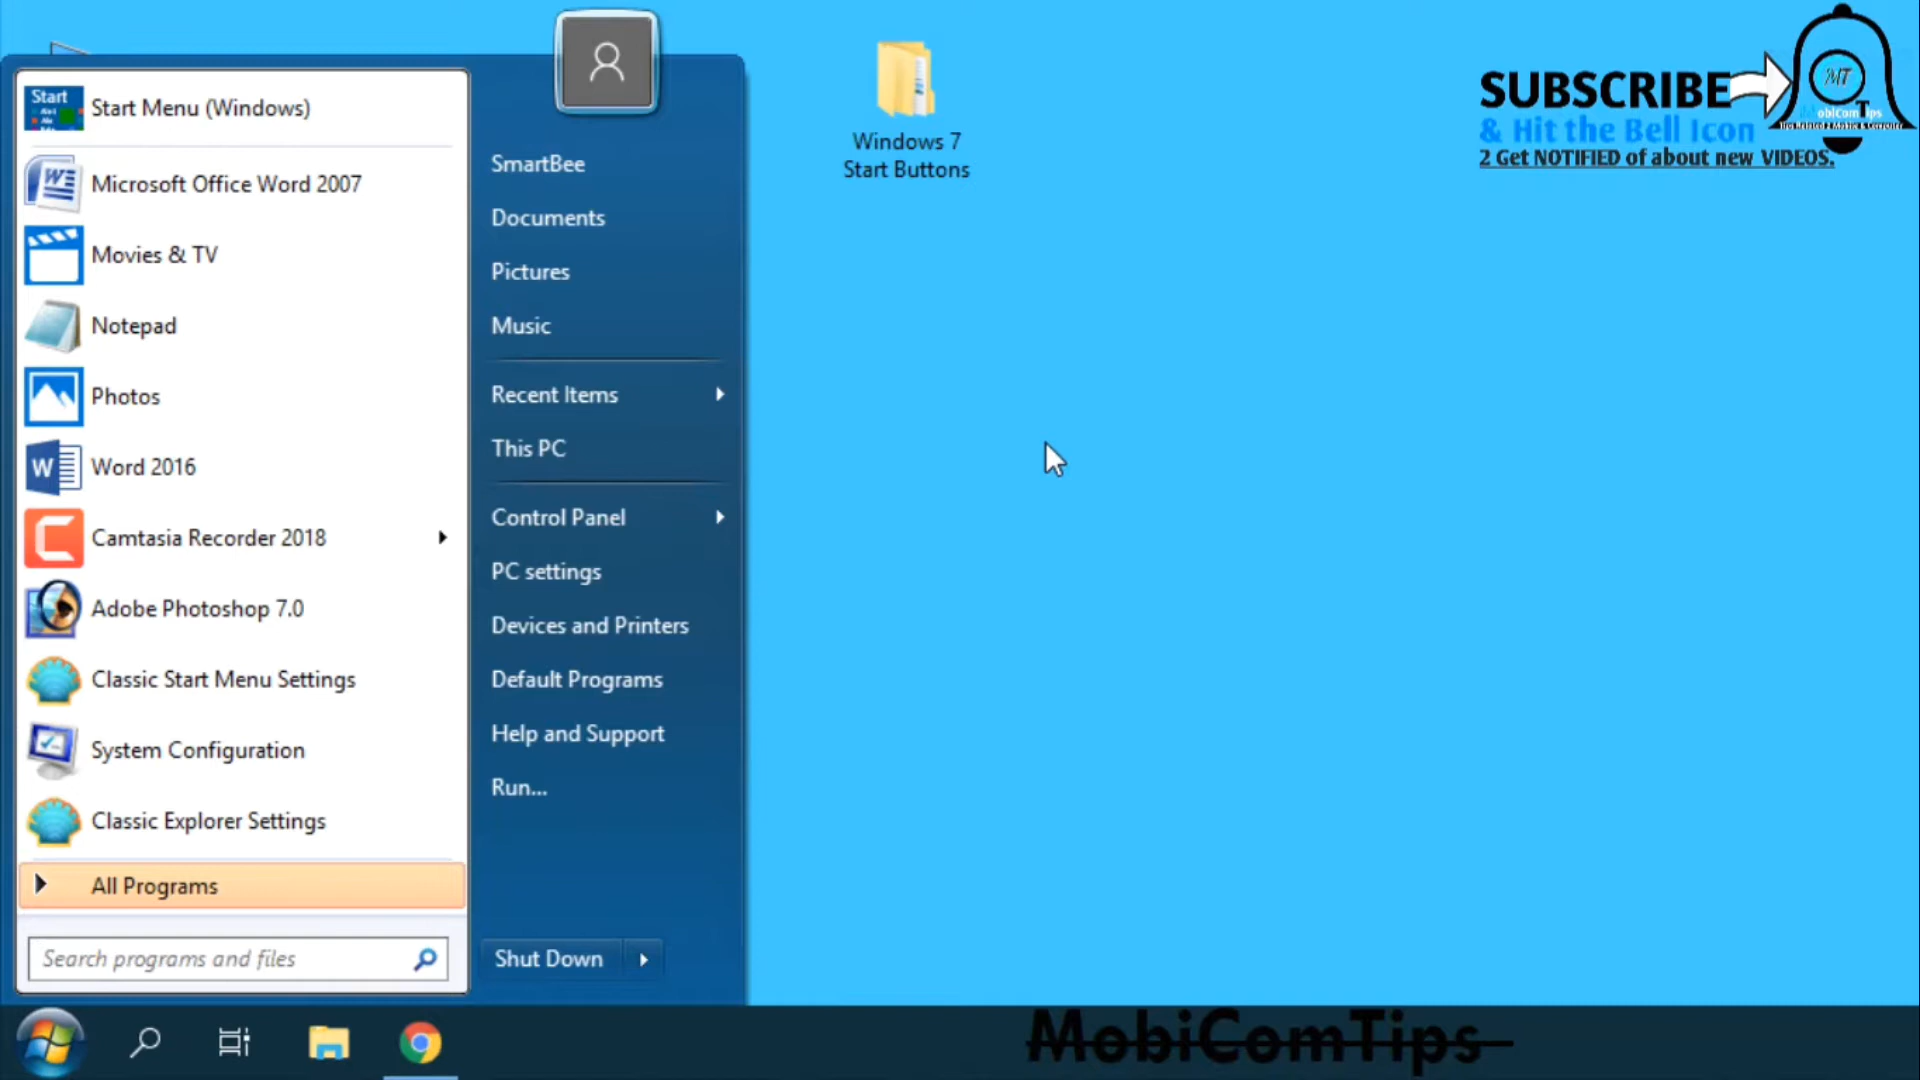 Start
Start Menu (Windows)
Microsoft Office Word 2007
Movies & TV
Notepad
Photos
Word 2016
Camtasia Recorder 2018
Adobe Photoshop 7.0
Classic Start Menu Settings
System Configuration
Classic Explorer Settings
All Programs
Search programs and files
SmartBee
Documents
Pictures
Music
Recent Items
This PC
Control Panel
PC settings
Devices and Printers
Default Programs
Help and Support
Run...
Shut Down
Windows 7
Start Buttons
SUBSCRIBE
& Hit the Bell Icon
2 Get NOTIFIED of about new VIDEOS.
MT
MobiComTips